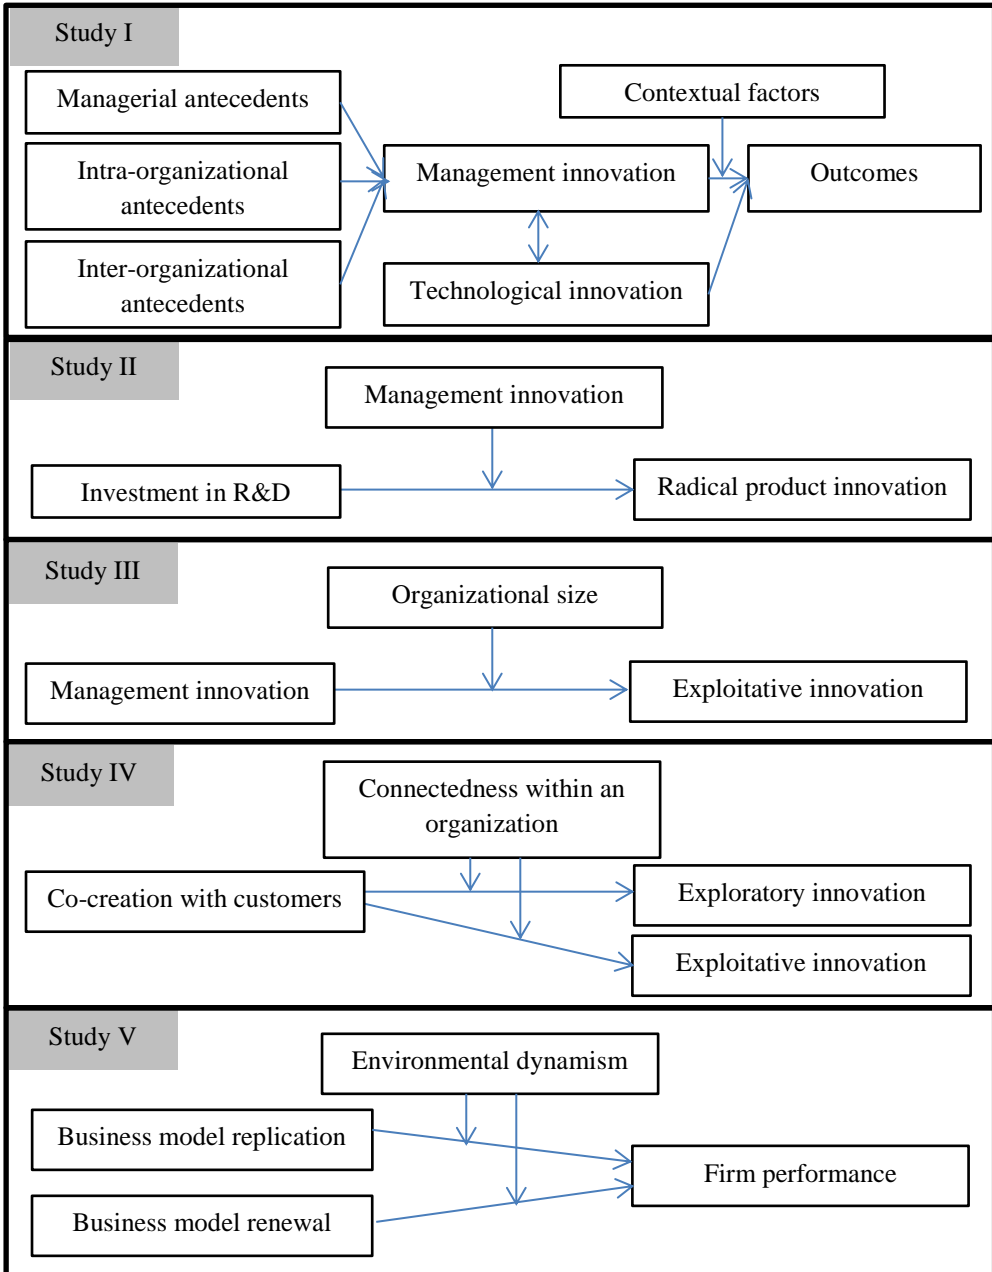 Study I
Managerial antecedents
Contextual factors
Intra-organizational
antecedents
Management innovation
Outcomes
Inter-organizational
antecedents
Technological innovation
Study II
Management innovation
Investment in R&D
Radical product innovation
Study III
Organizational size
Management innovation
Exploitative innovation
Study IV
Connectedness within an
organization
Co-creation with customers
Exploratory innovation
Exploitative innovation
Study V
Environmental dynamism
Business model replication
Firm performance
Business model renewal